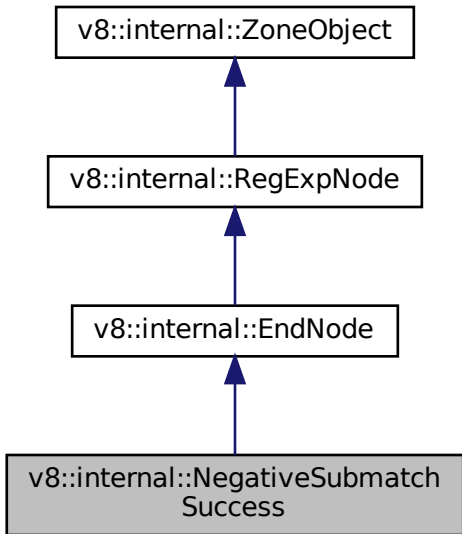 v8::internal::ZoneObject
v8::internal::RegExpNode
v8::internal::EndNode
v8::internal::NegativeSubmatch
Success